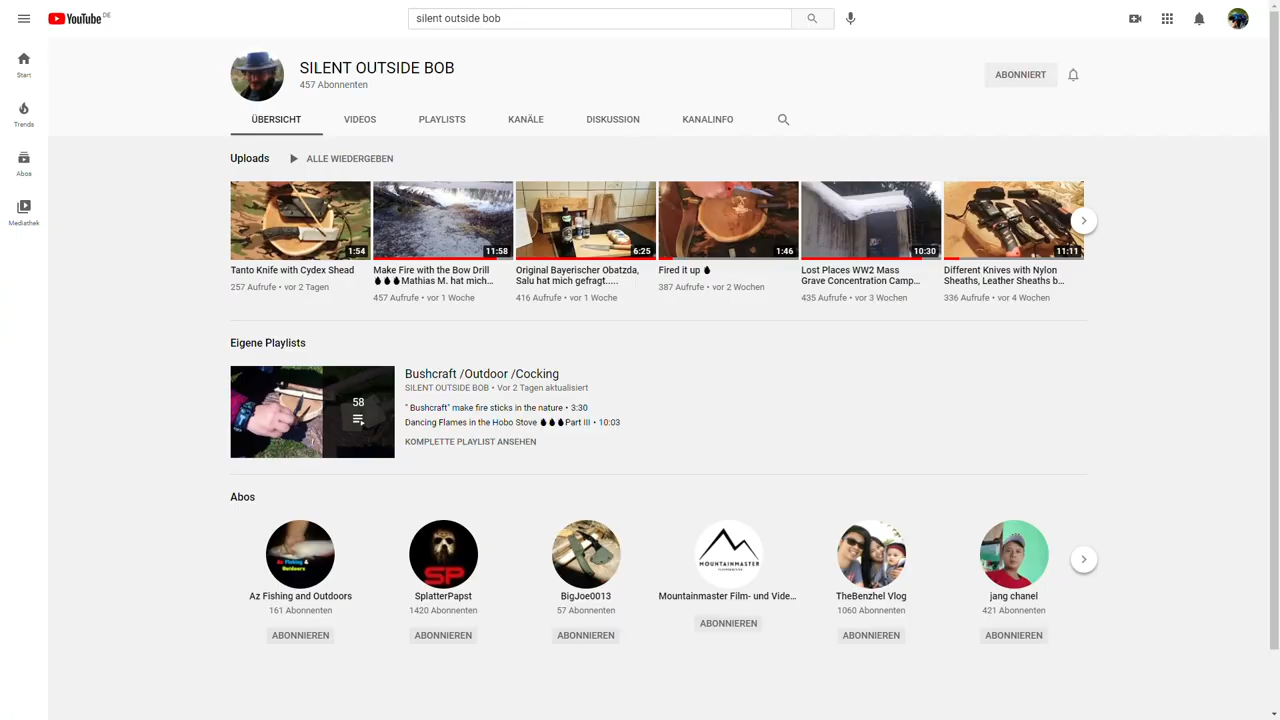 YouTube DE
silent outside bob
Start
Trends
Abos
Mediathek
SILENT OUTSIDE BOB
457 Abonnenten
ABONNIERT
ÜBERSICHT VIDEOS PLAYLISTS KANÄLE DISKUSSION KANALINFO
Uploads ALLE WIEDERGEBEN
1:54
Tanto Knife with Cydex Shead
257 Aufrufe • vor 2 Tagen
11:58
Make Fire with the Bow Drill
🌢🌢🌢Mathias M. hat mich...
457 Aufrufe • vor 1 Woche
6:25
Original Bayerischer Obatzda,
Salu hat mich gefragt.....
416 Aufrufe • vor 1 Woche
1:46
Fired it up 🌢
387 Aufrufe • vor 2 Wochen
10:30
Lost Places WW2 Mass
Grave Concentration Camp...
435 Aufrufe • vor 3 Wochen
11:11
Different Knives with Nylon
Sheaths, Leather Sheaths b...
336 Aufrufe • vor 4 Wochen
Eigene Playlists
58
Bushcraft /Outdoor /Cocking
SILENT OUTSIDE BOB • Vor 2 Tagen aktualisiert
" Bushcraft" make fire sticks in the nature • 3:30
Dancing Flames in the Hobo Stove 🌢🌢🌢Part III • 10:03
KOMPLETTE PLAYLIST ANSEHEN
Abos
Az Fishing &
Outdoors
Az Fishing and Outdoors
161 Abonnenten
ABONNIEREN
SP
SplatterPapst
1420 Abonnenten
ABONNIEREN
BigJoe0013
57 Abonnenten
ABONNIEREN
MOUNTAINMASTER
Mountainmaster Film- und Vide...
ABONNIEREN
TheBenzhel Vlog
1060 Abonnenten
ABONNIEREN
jang chanel
421 Abonnenten
ABONNIEREN